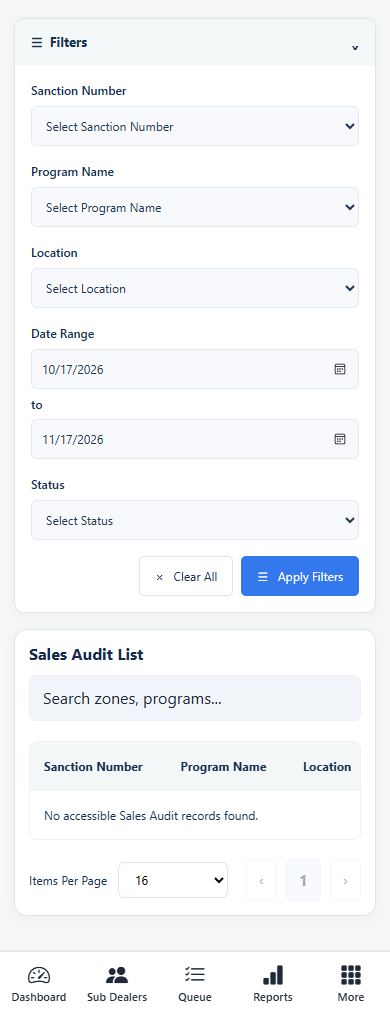 Filters
Sanction Number
Select Sanction Number
Program Name
Select Program Name
Location
Select Location
Date Range
10/17/2026
to
11/17/2026
Status
Select Status
× Clear All
Apply Filters
Sales Audit List
Search zones, programs...
Sanction Number Program Name Location
No accessible Sales Audit records found.
Items Per Page 16 ‹ 1 ›
Dashboard Sub Dealers Queue Reports More